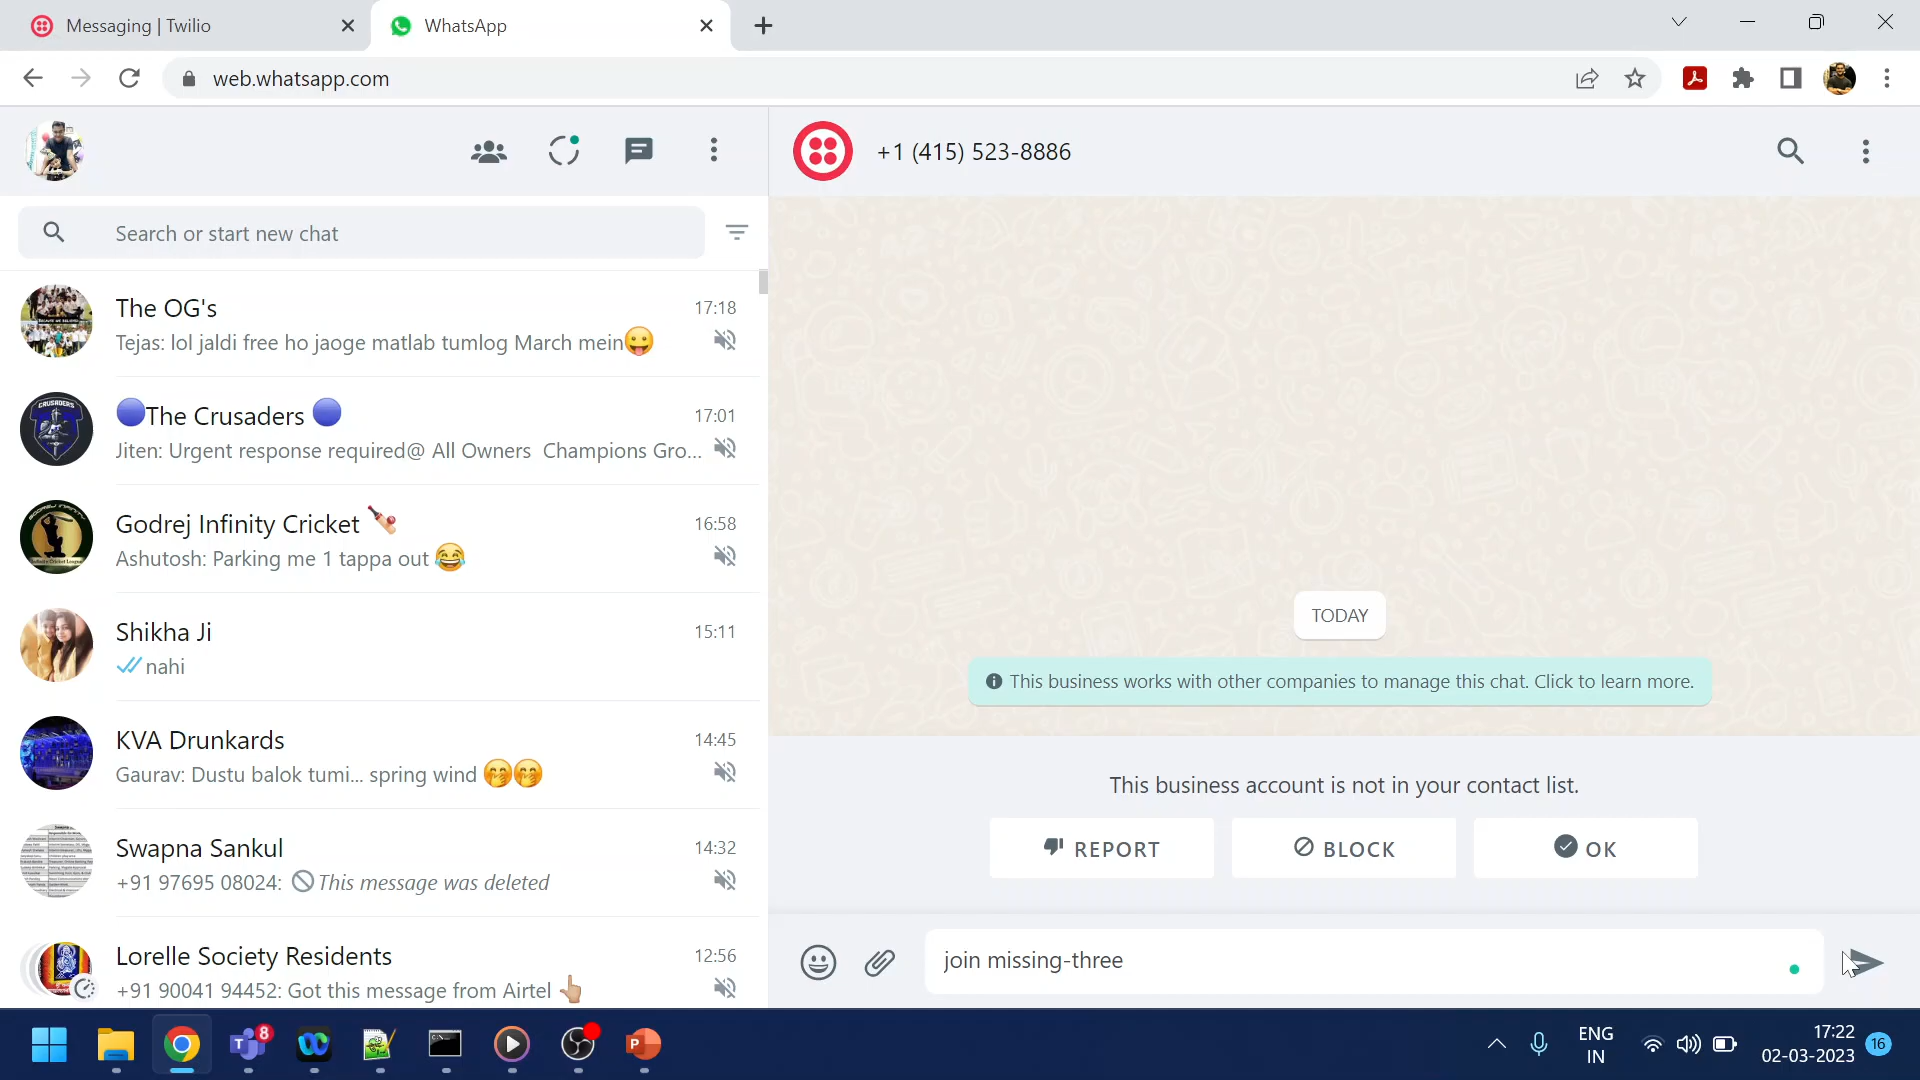 Messaging | Twilio
WhatsApp
web.whatsapp.com
+1 (415) 523-8886
Search or start new chat
The OG's
17:18
Tejas: lol jaldi free ho jaoge matlab tumlog March mein😛
🔵The Crusaders 🔵
17:01
Jiten: Urgent response required@ All Owners Champions Gro...
Godrej Infinity Cricket 🏏
16:58
Ashutosh: Parking me 1 tappa out 😂
Shikha Ji
15:11
nahi
KVA Drunkards
14:45
Gaurav: Dustu balok tumi... spring wind 🤭🤭
Swapna Sankul
14:32
+91 97695 08024: This message was deleted
Lorelle Society Residents
12:56
+91 90041 94452: Got this message from Airtel 👆🏼
TODAY
This business works with other companies to manage this chat. Click to learn more.
This business account is not in your contact list.
REPORT
BLOCK
OK
join missing-three
8
ENG
IN
17:22
02-03-2023
16